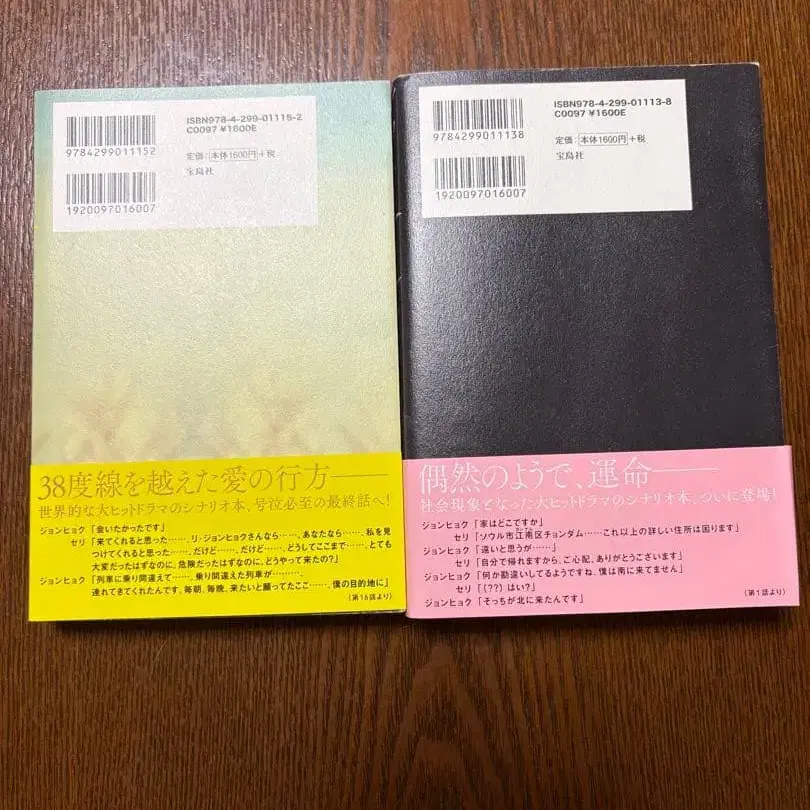 ISBN978-4-299-01115-2
C0097 ¥1600E
9784299011152
定価：本体1600円+税
宝島社
1920097016007
38度線を越えた愛の行方――
世界的な大ヒットドラマのシナリオ本、号泣必至の最終話へ！
ジョンヒョク「会いたかったです」
セリ「来てくれると思った……、リ・ジョンヒョクさんなら……、あなたなら……、私を見
つけてくれると思った……、だけど……、だけど……、どうしてここまで……、とても
大変だったはずなのに、危険だったはずなのに、どうやって来たの？」
ジョンヒョク「列車に乗り間違えて……、乗り間違えた列車が………、
連れてきてくれたんです、毎朝、毎晩、来たいと願ってたここ……、僕の目的地に」
（第16話より）
ISBN978-4-299-01113-8
C0097 ¥1600E
9784299011138
定価：本体1600円+税
宝島社
1920097016007
偶然のようで、運命――
社会現象となった大ヒットドラマのシナリオ本、ついに登場！
ジョンヒョク「家はどこですか」
セリ「ソウル市江南区チョンダム……これ以上の詳しい住所は困ります」
ジョンヒョク「遠いと思うが……」
セリ「自分で帰れますから、ご心配、ありがとうございます」
ジョンヒョク「何か勘違いしてるようですね、僕は南に来てません」
セリ「（??）はい？」
ジョンヒョク「そっちが北に来たんです」
（第1話より）